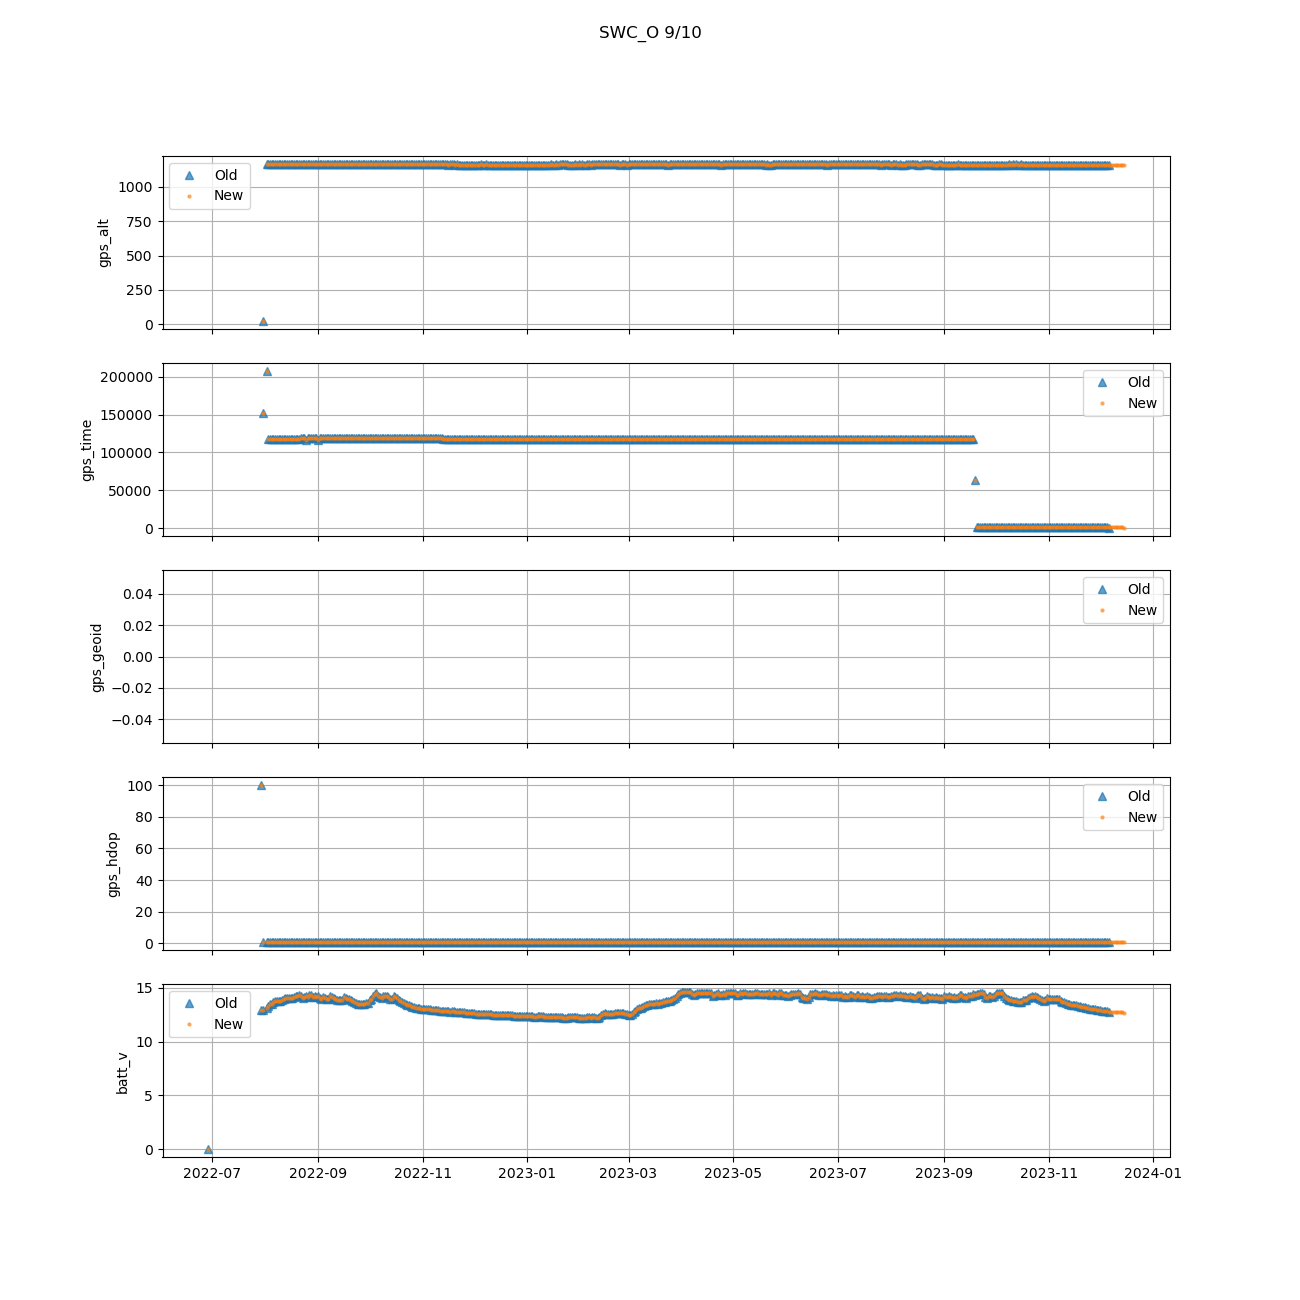 SWC_O 9/10
gps_alt
1000
750
500
250
0
Old
New
gps_time
200000
150000
100000
50000
0
Old
New
gps_geoid
0.04
0.02
0.00
−0.02
−0.04
Old
New
gps_hdop
100
80
60
40
20
0
Old
New
batt_v
15
10
5
0
Old
New
2022-07 2022-09 2022-11 2023-01 2023-03 2023-05 2023-07 2023-09 2023-11 2024-01